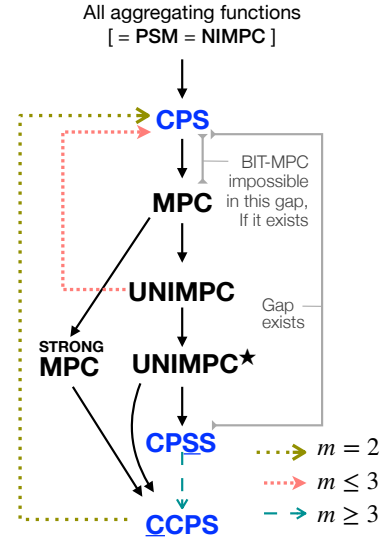 All aggregating functions
[ = PSM = NIMPC ]
CPS
BIT-MPC
impossible
in this gap,
If it exists
MPC
UNIMPC
Gap
exists
STRONG
MPC
UNIMPC★
CPSS
m = 2
m ≤ 3
m ≥ 3
CCPS